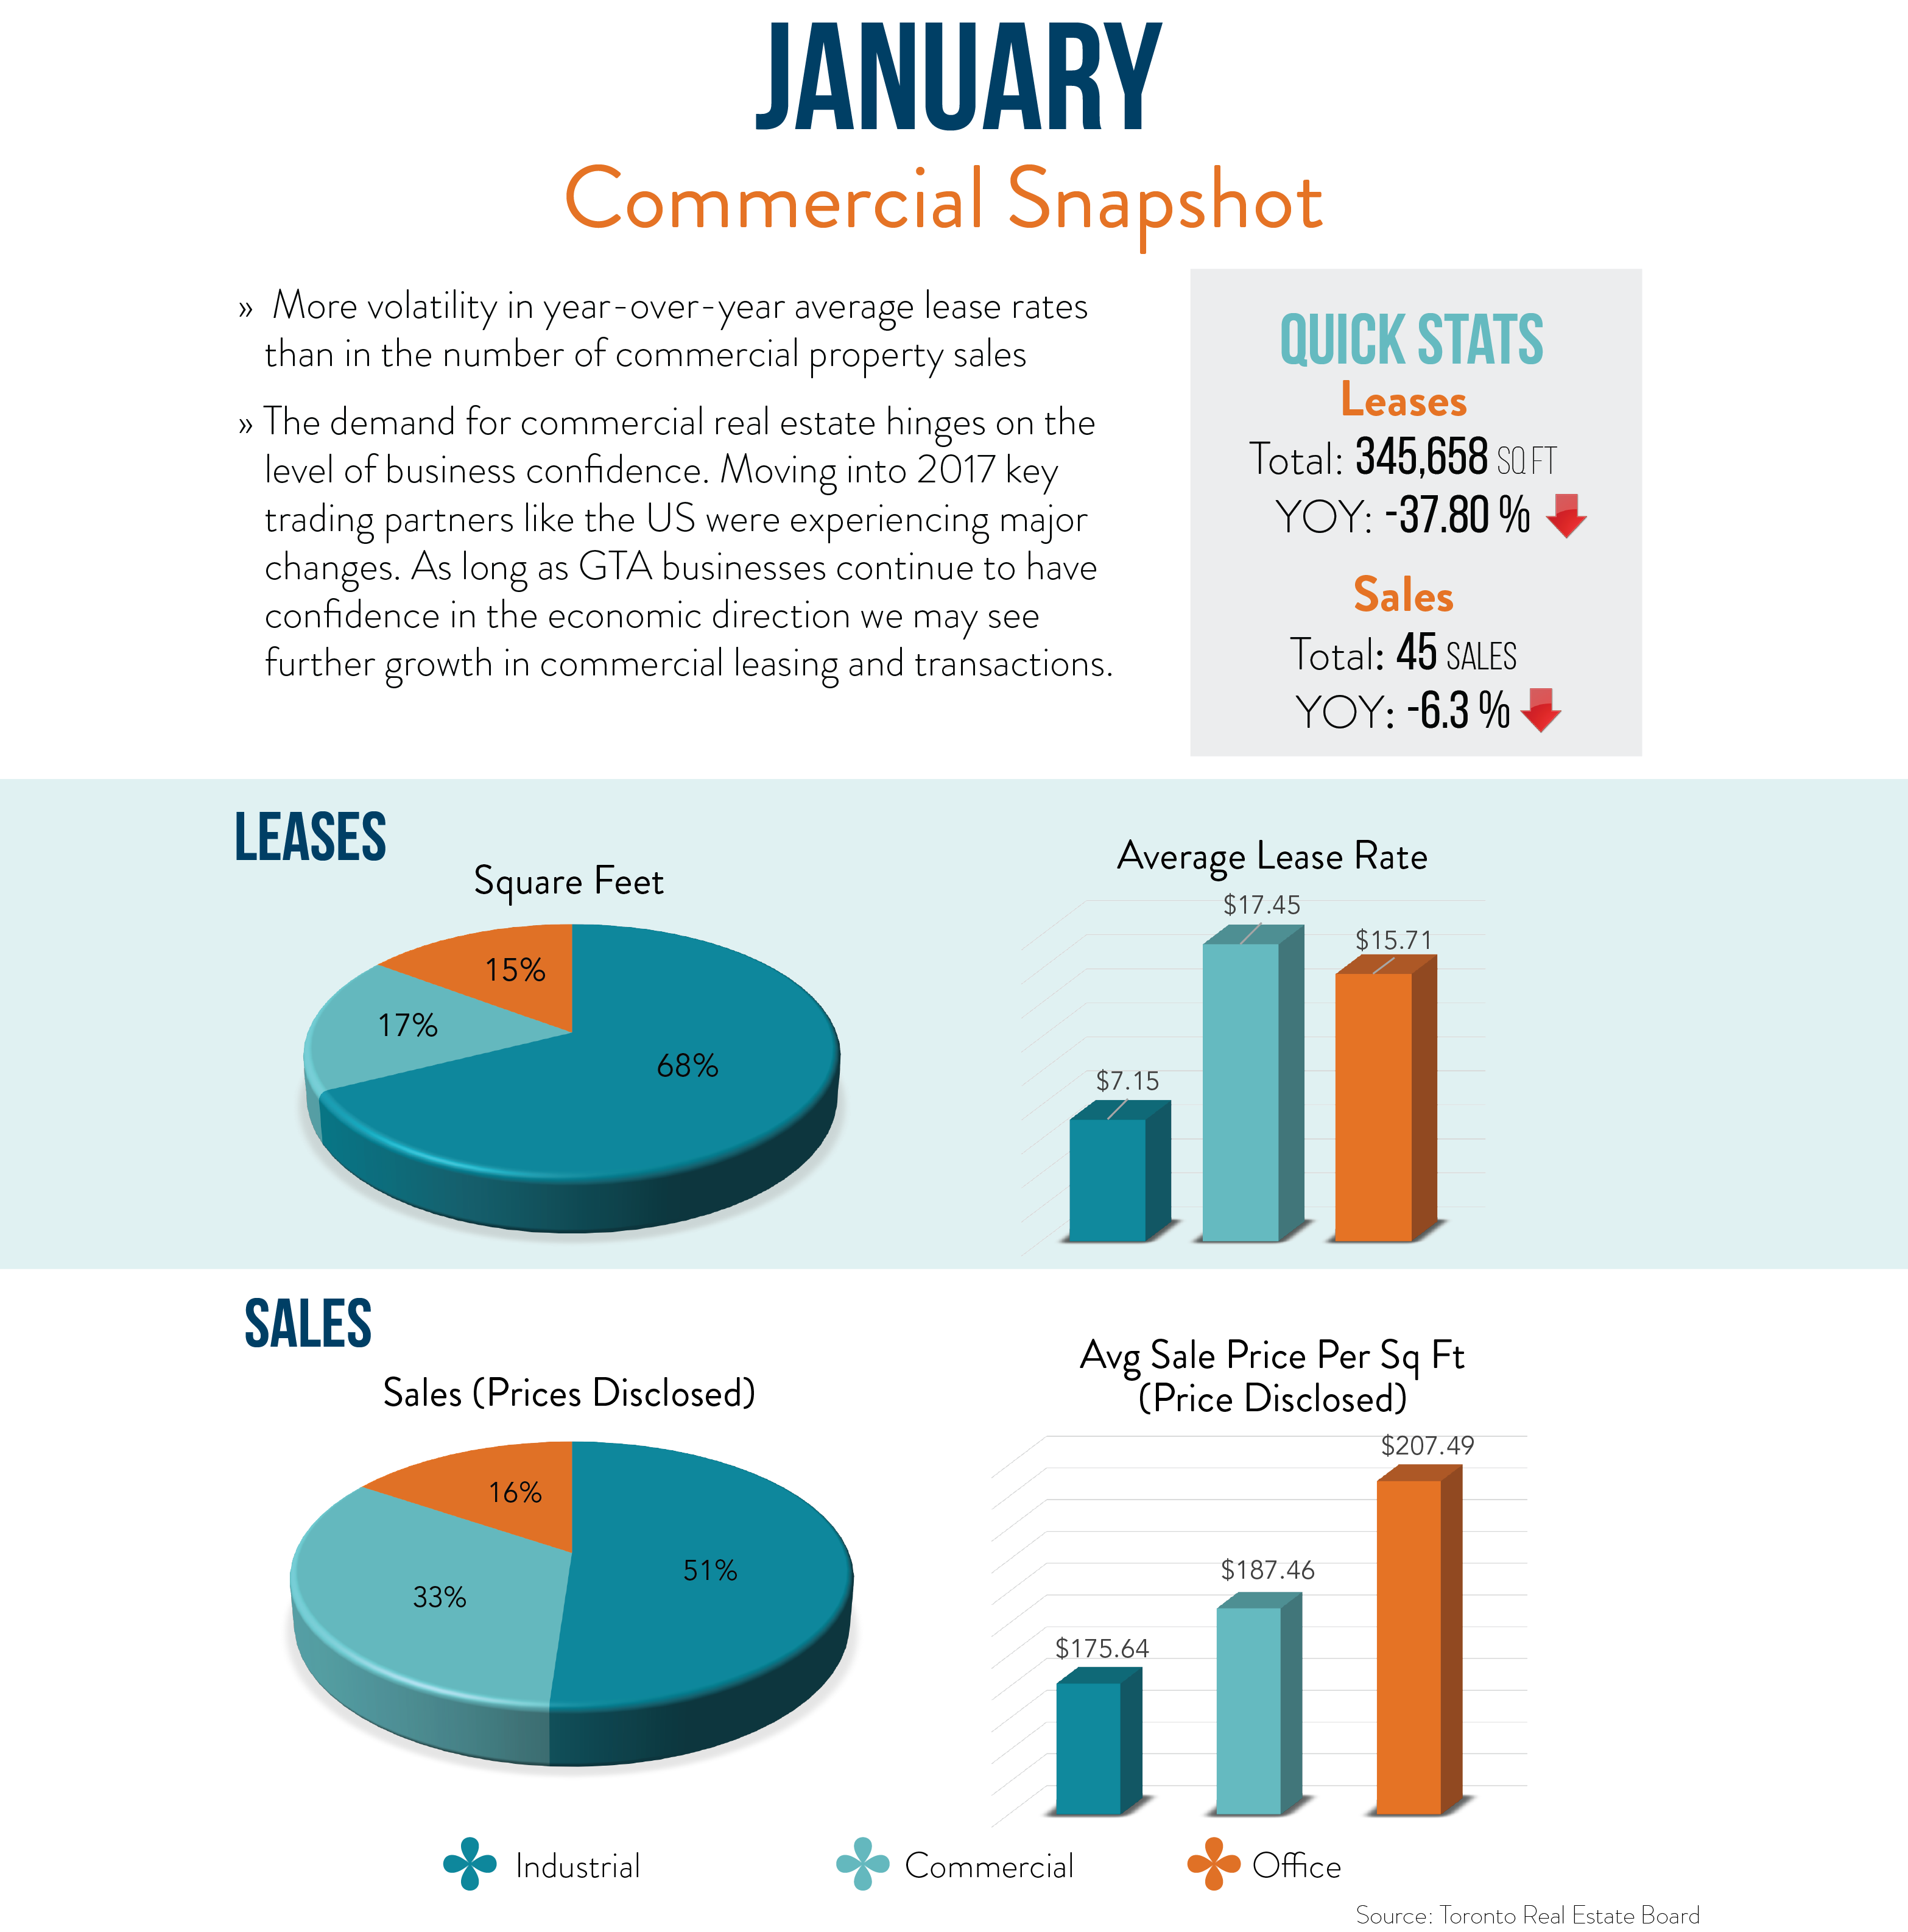 JANUARY
Commercial Snapshot
» More volatility in year-over-year average lease rates
than in the number of commercial property sales
» The demand for commercial real estate hinges on the
level of business confidence. Moving into 2017 key
trading partners like the US were experiencing major
changes. As long as GTA businesses continue to have
confidence in the economic direction we may see
further growth in commercial leasing and transactions.
QUICK STATS
Leases
Total: 345,658 SQ FT
YOY: -37.80 %
Sales
Total: 45 SALES
YOY: -6.3 %
LEASES
Square Feet
15%
17%
68%
Average Lease Rate
$7.15
$17.45
$15.71
SALES
Sales (Prices Disclosed)
16%
33%
51%
Avg Sale Price Per Sq Ft
(Price Disclosed)
$175.64
$187.46
$207.49
Industrial
Commercial
Office
Source: Toronto Real Estate Board